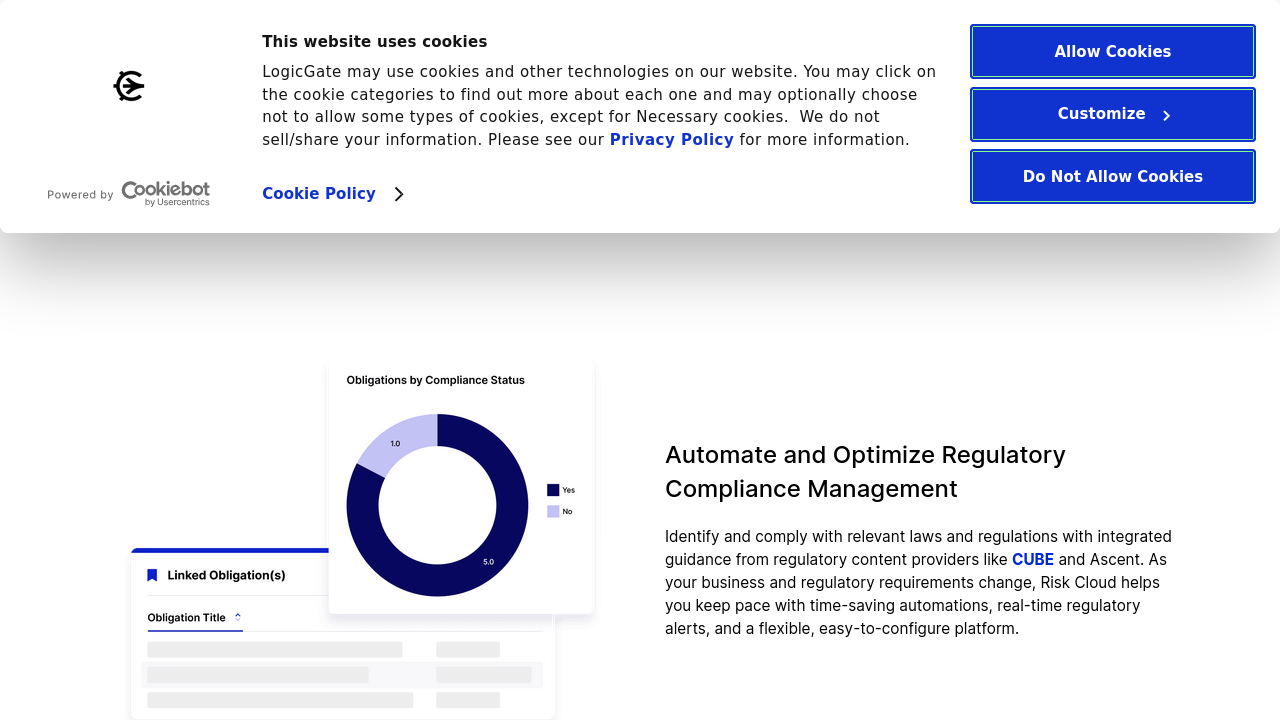 This website uses cookies
LogicGate may use cookies and other technologies on our website. You may click on
the cookie categories to find out more about each one and may optionally choose
not to allow some types of cookies, except for Necessary cookies.  We do not
sell/share your information. Please see our Privacy Policy for more information.
Cookie Policy
Powered by Cookiebot
by Usercentrics
Allow Cookies
Customize
Do Not Allow Cookies
Obligations by Compliance Status
1.0
5.0
Yes
No
Linked Obligation(s)
Obligation Title
Automate and Optimize Regulatory
Compliance Management
Identify and comply with relevant laws and regulations with integrated
guidance from regulatory content providers like CUBE and Ascent. As
your business and regulatory requirements change, Risk Cloud helps
you keep pace with time-saving automations, real-time regulatory
alerts, and a flexible, easy-to-configure platform.